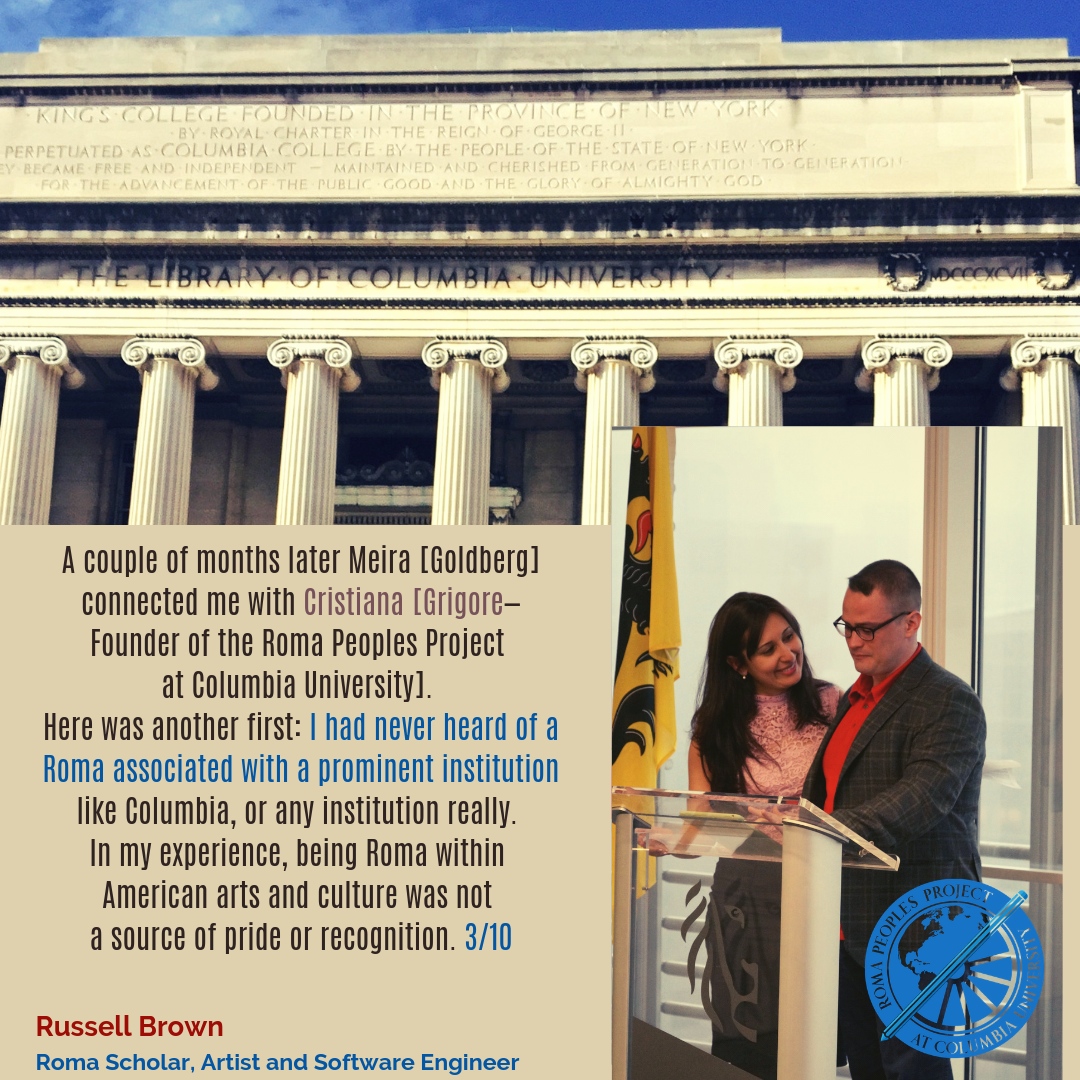 KING'S·COLLEGE·FOUNDED·IN·THE·PROVINCE·OF·NEW·YORK
BY·ROYAL·CHARTER·IN·THE·REIGN·OF·GEORGE·II·
PERPETUATED·AS·COLUMBIA·COLLEGE·BY·THE·PEOPLE·OF·THE·STATE·OF·NEW·YORK·
EY·BECAME·FREE·AND·INDEPENDENT — MAINTAINED·AND·CHERISHED·FROM·GENERATION·TO·GENERATION
FOR·THE·ADVANCEMENT·OF·THE·PUBLIC·GOOD·AND·THE·GLORY·OF·ALMIGHTY·GOD·
·THE·LIBRARY·OF·COLUMBIA·UNIVERSITY·
A couple of months later Meira [Goldberg]
connected me with Cristiana [Grigore–
Founder of the Roma Peoples Project
at Columbia University].
Here was another first: I had never heard of a
Roma associated with a prominent institution
like Columbia, or any institution really.
In my experience, being Roma within
American arts and culture was not
a source of pride or recognition. 3/10
Russell Brown
Roma Scholar, Artist and Software Engineer
ROMA PEOPLES PROJECT
AT COLUMBIA UNIVERSITY